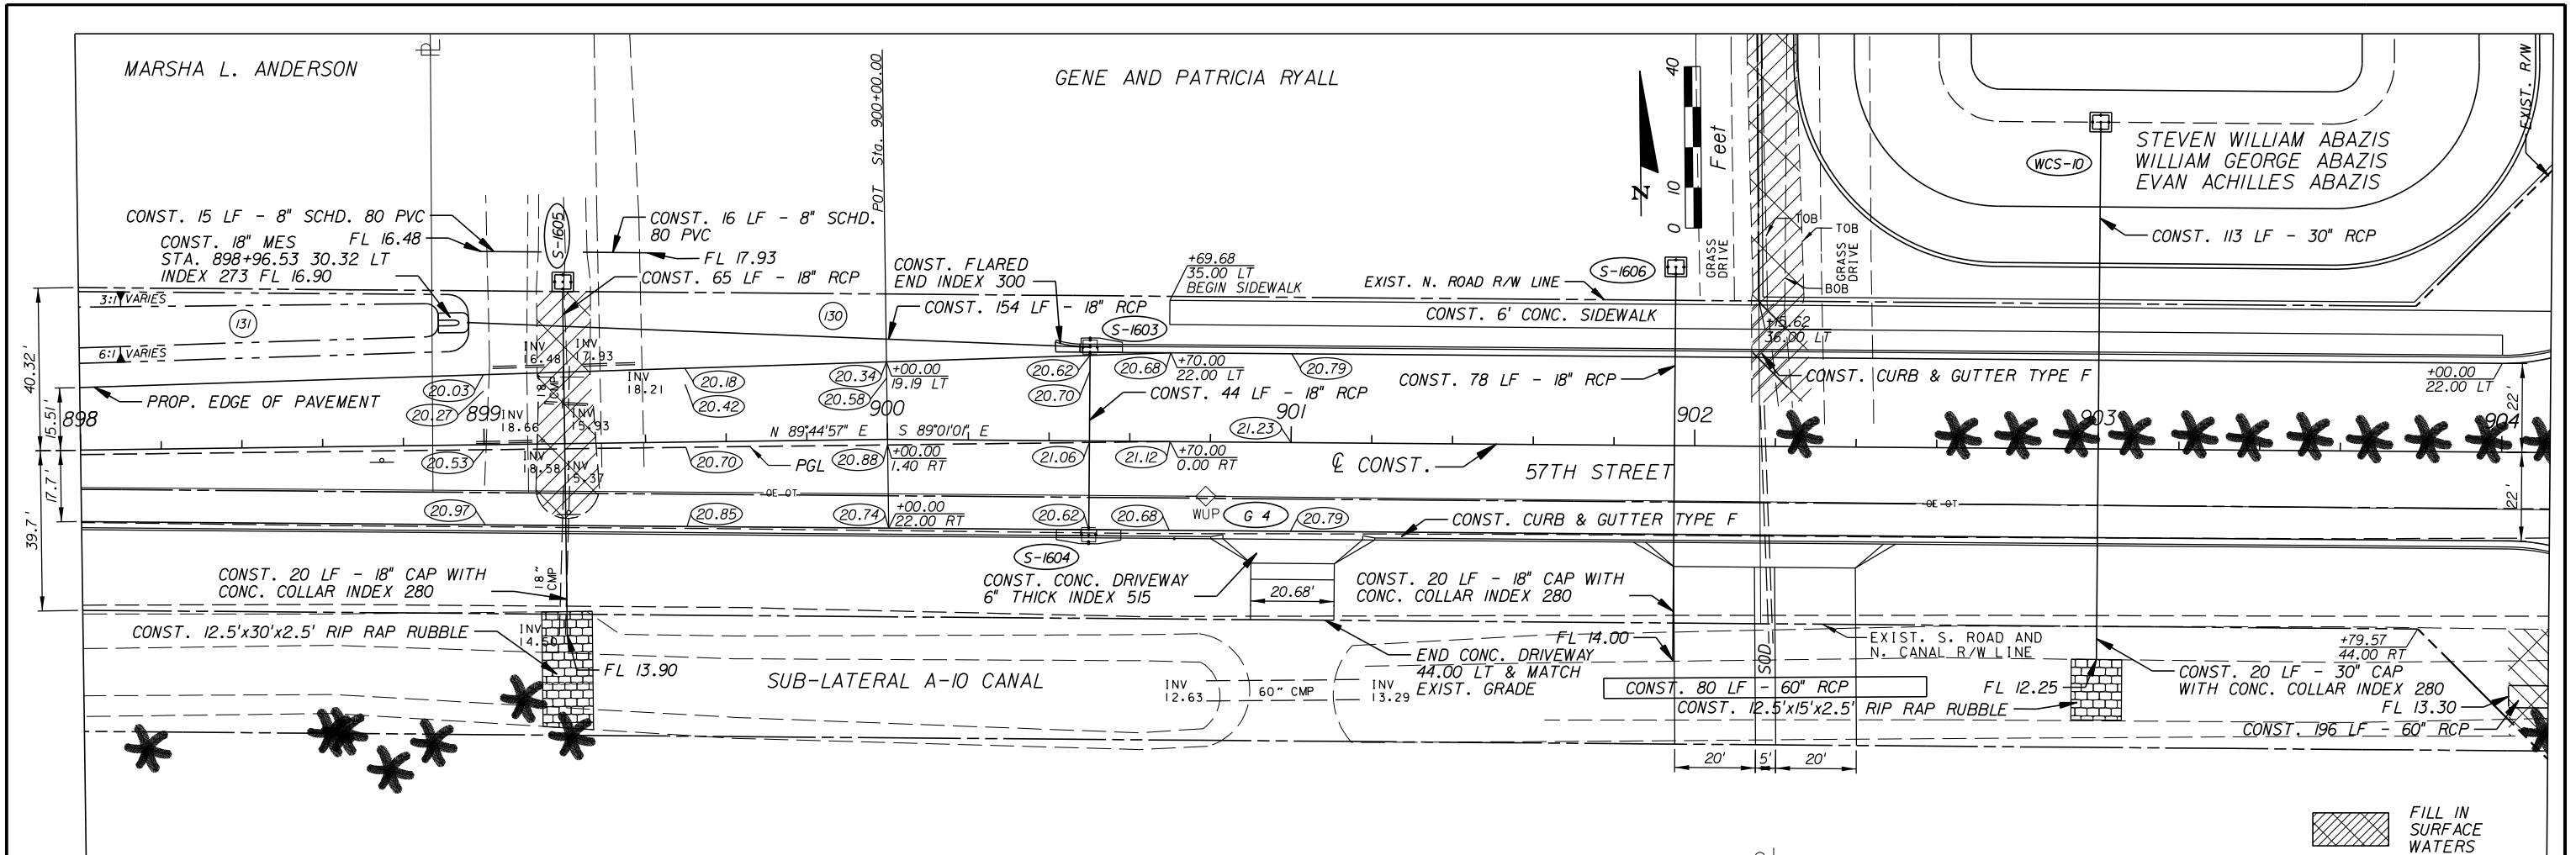 MARSHA L. ANDERSON
POT Sta. 900+00.00
GENE AND PATRICIA RYALL
40
10
0
Feet
N
EXIST. R/W
STEVEN WILLIAM ABAZIS
WILLIAM GEORGE ABAZIS
EVAN ACHILLES ABAZIS
WCS-10
CONST. 113 LF - 30" RCP
TOB
TOB
BOB
GRASS
DRIVE
GRASS
DRIVE
CONST. 15 LF - 8" SCHD. 80 PVC
FL 16.48
CONST. 18" MES
STA. 898+96.53 30.32 LT
INDEX 273 FL 16.90
S-1605
CONST. 16 LF - 8" SCHD.
80 PVC
FL 17.93
CONST. 65 LF - 18" RCP
CONST. FLARED
END INDEX 300
CONST. 154 LF - 18" RCP
S-1603
+69.68
35.00 LT
BEGIN SIDEWALK
EXIST. N. ROAD R/W LINE
S-1606
CONST. 6' CONC. SIDEWALK
+15.62
36.00 LT
3:1 VARIES
131
6:1 VARIES
130
40.32'
15.51'
17.7'
39.7'
INV
16.48
INV
17.93
INV
18.21
18"
CMP
PROP. EDGE OF PAVEMENT
20.03
20.27
20.18
20.42
20.34
20.58
+00.00
19.19 LT
20.62
20.70
20.68
+70.00
22.00 LT
20.79
CONST. 44 LF - 18" RCP
CONST. 78 LF - 18" RCP
CONST. CURB & GUTTER TYPE F
+00.00
22.00 LT
22'
22'
898
899
900
901
902
903
904
INV
18.66
INV
15.93
N 89°44'57" E
S 89°01'01" E
21.23
20.53
INV
18.58
20.70
PGL
20.88
+00.00
1.40 RT
21.06
21.12
+70.00
0.00 RT
CONST.
57TH STREET
OE OT
OE OT
WUP
G 4
20.97
20.85
20.74
+00.00
22.00 RT
20.62
20.68
20.79
CONST. CURB & GUTTER TYPE F
S-1604
18"
CMP
CONST. 20 LF - 18" CAP WITH
CONC. COLLAR INDEX 280
CONST. CONC. DRIVEWAY
6" THICK INDEX 515
20.68'
CONST. 20 LF - 18" CAP WITH
CONC. COLLAR INDEX 280
CONST. 12.5'x30'x2.5' RIP RAP RUBBLE
INV
14.50
FL 13.90
SUB-LATERAL A-10 CANAL
INV
12.63
60" CMP
INV
13.29
FL 14.00
END CONC. DRIVEWAY
44.00 LT & MATCH
EXIST. GRADE
SOD
EXIST. S. ROAD AND
N. CANAL R/W LINE
CONST. 80 LF - 60" RCP
CONST. 12.5'x15'x2.5' RIP RAP RUBBLE
FL 12.25
+79.57
44.00 RT
CONST. 20 LF - 30" CAP
WITH CONC. COLLAR INDEX 280
FL 13.30
CONST. 196 LF - 60" RCP
20'
5'
20'
FILL IN
SURFACE
WATERS